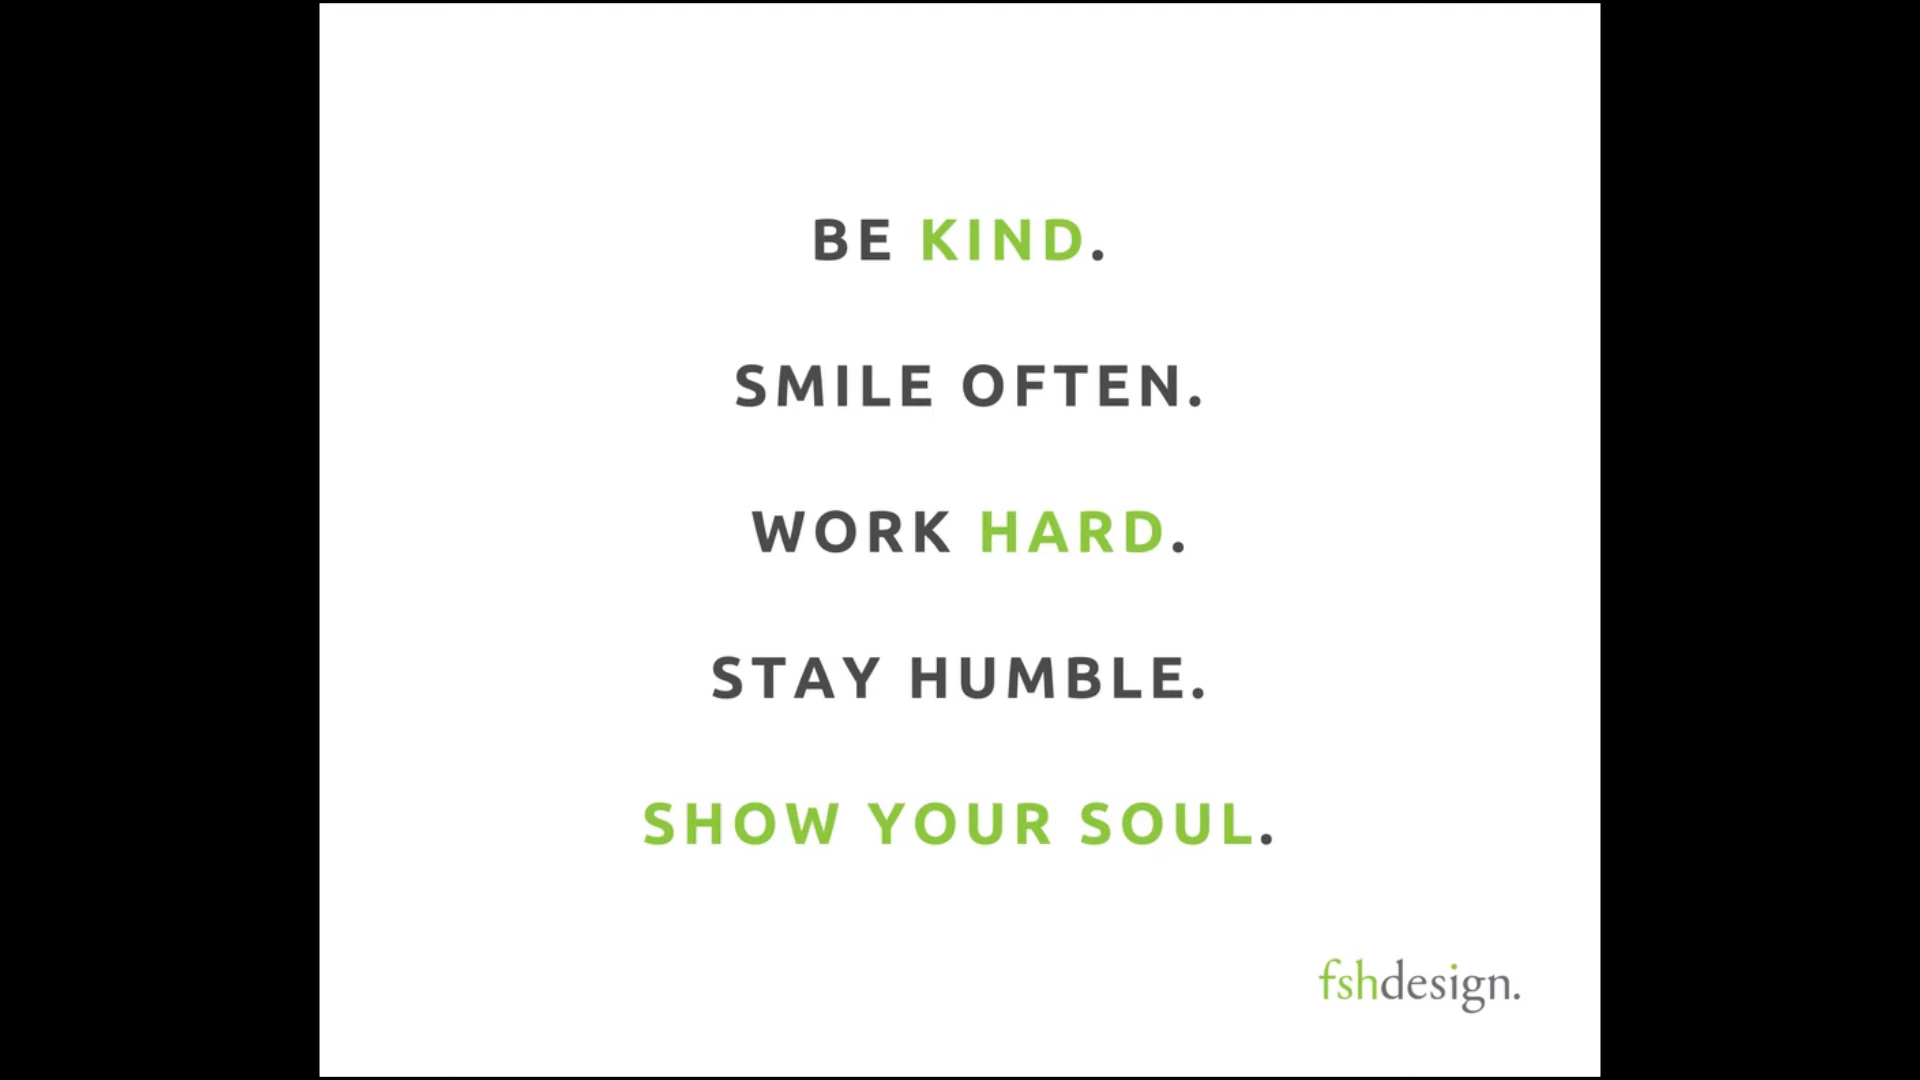 BE KIND.
SMILE OFTEN.
WORK HARD.
STAY HUMBLE.
SHOW YOUR SOUL.
fshdesign.